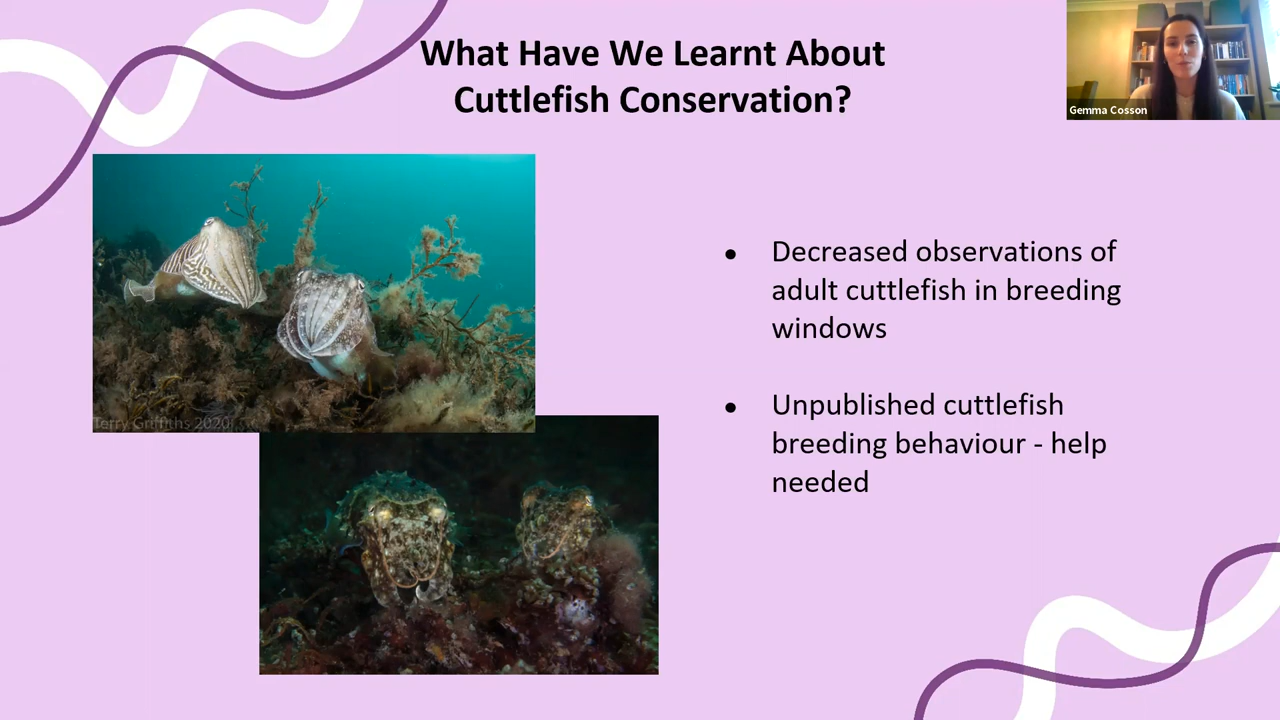 What Have We Learnt About
Cuttlefish Conservation?
Gemma Cosson
Terry Griffiths 2020
● Decreased observations of
adult cuttlefish in breeding
windows
● Unpublished cuttlefish
breeding behaviour - help
needed